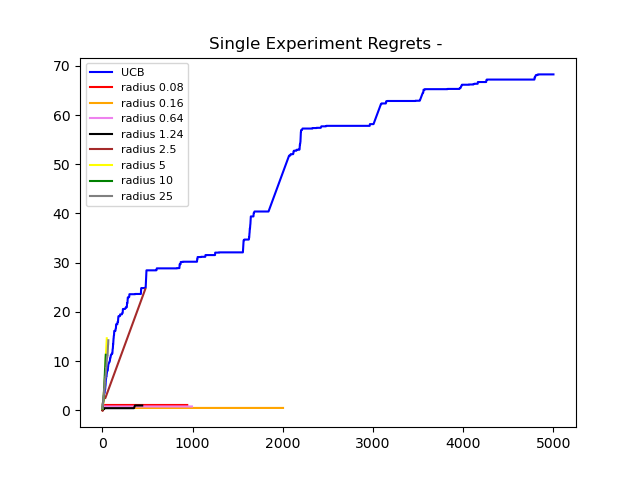 Single Experiment Regrets -
70
60
50
40
30
20
10
0
UCB
radius 0.08
radius 0.16
radius 0.64
radius 1.24
radius 2.5
radius 5
radius 10
radius 25
0 1000 2000 3000 4000 5000